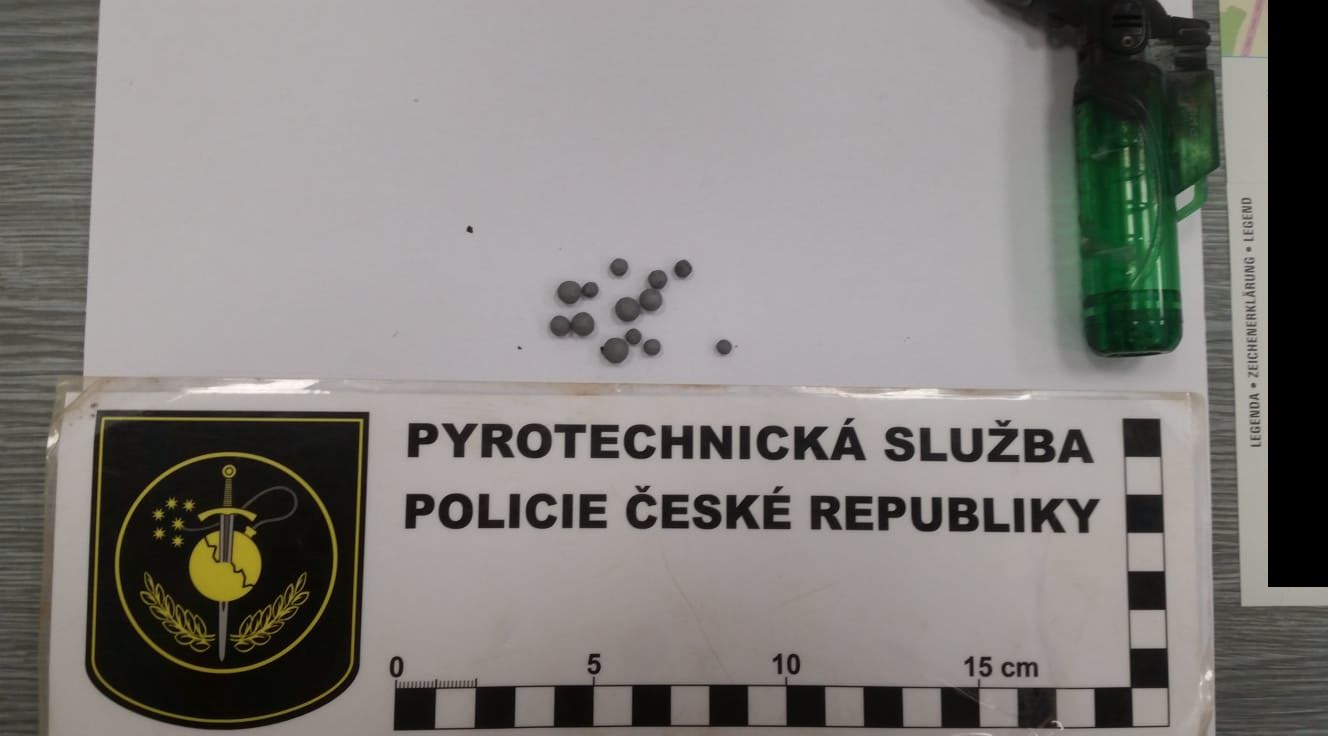 PYROTECHNICKÁ SLUŽBA
POLICIE ČESKÉ REPUBLIKY
0 5 10 15 cm
LEGENDA • ZEICHENERKLÄRUNG • LEGEND